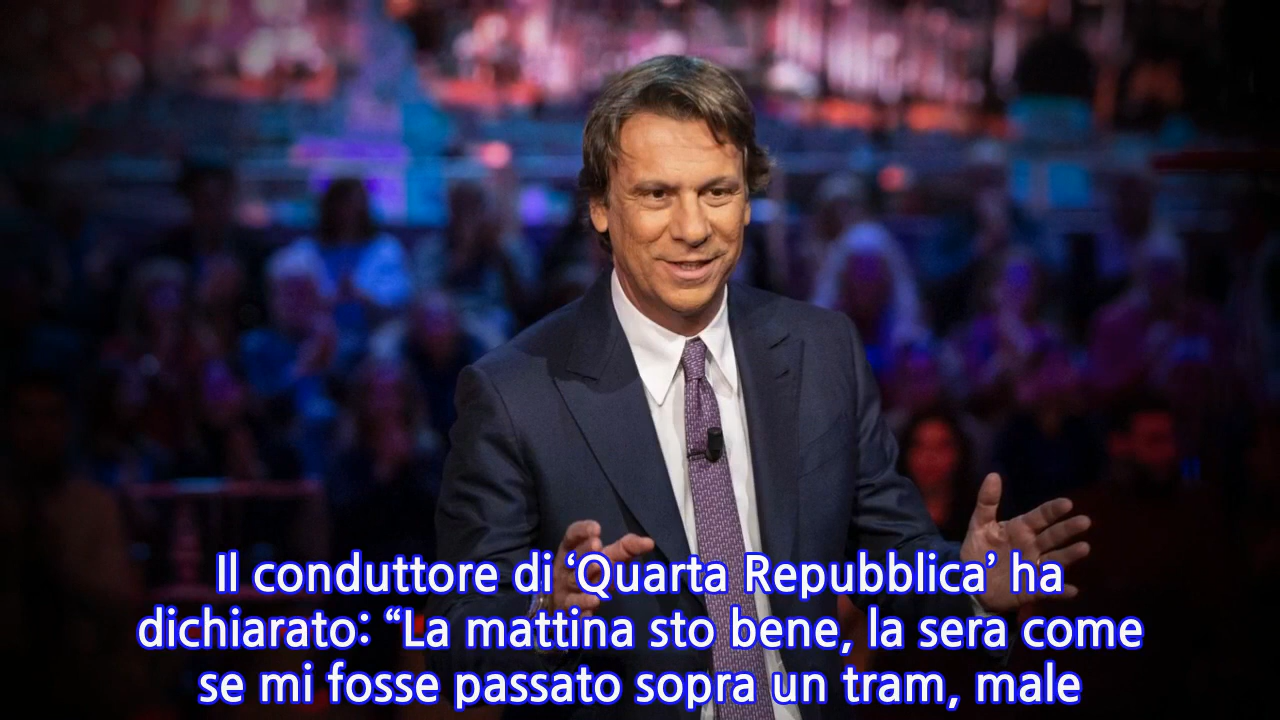 Il conduttore di ‘Quarta Repubblica’ ha
dichiarato: “La mattina sto bene, la sera come
se mi fosse passato sopra un tram, male